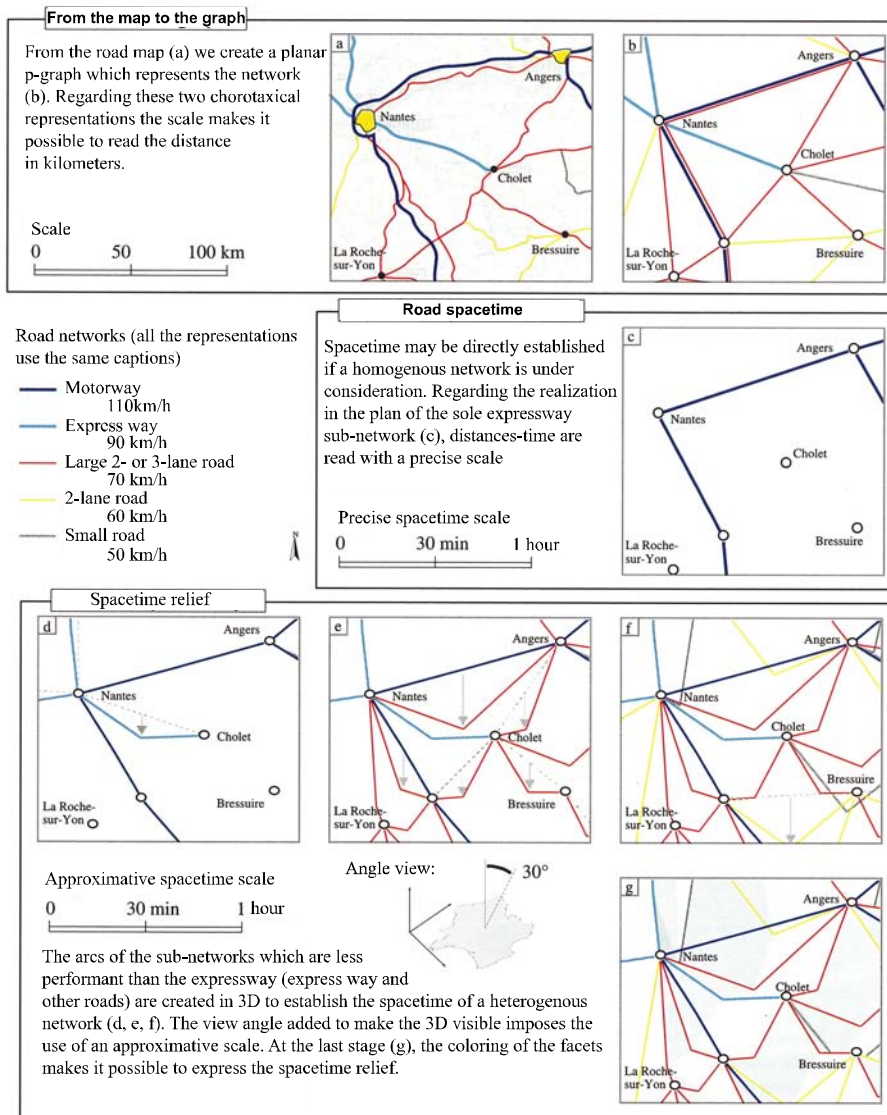 From the map to the graph
From the road map (a) we create a planar
p-graph which represents the network
(b). Regarding these two chorotaxical
representations the scale makes it
possible to read the distance
in kilometers.
Scale
0 50 100 km
a
Angers
Nantes
Cholet
La Roche-
sur-Yon
Bressuire
b
Angers
Nantes
Cholet
La Roche-
sur-Yon
Bressuire
Road networks (all the representations
use the same captions)
Motorway
110km/h
Express way
90 km/h
Large 2- or 3-lane road
70 km/h
2-lane road
60 km/h
Small road
50 km/h
N
Road spacetime
Spacetime may be directly established
if a homogenous network is under
consideration. Regarding the realization
in the plan of the sole expressway
sub-network (c), distances-time are
read with a precise scale
Precise spacetime scale
0 30 min 1 hour
c
Angers
Nantes
Cholet
La Roche-
sur-Yon
Bressuire
Spacetime relief
d
Angers
Nantes
Cholet
La Roche-
sur-Yon
Bressuire
e
Angers
Nantes
Cholet
La Roche-
sur-Yon
Bressuire
f
Angers
Nantes
Cholet
La Roche-
sur-Yon
Bressuire
Approximative spacetime scale
0 30 min 1 hour
Angle view:
30°
The arcs of the sub-networks which are less
performant than the expressway (express way and
other roads) are created in 3D to establish the spacetime of a heterogenous
network (d, e, f). The view angle added to make the 3D visible imposes the
use of an approximative scale. At the last stage (g), the coloring of the facets
makes it possible to express the spacetime relief.
g
Angers
Nantes
Cholet
La Roche-
sur-Yon
Bressuire